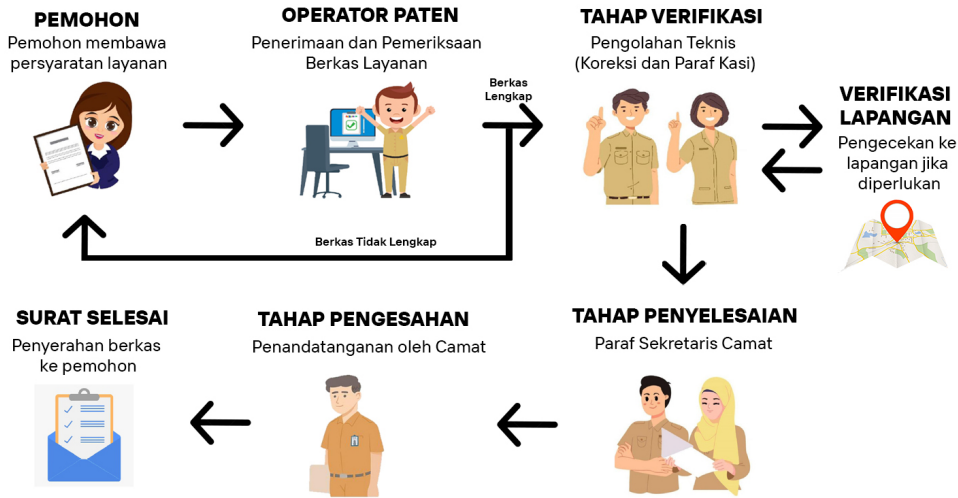 PEMOHON
Pemohon membawa
persyaratan layanan
OPERATOR PATEN
Penerimaan dan Pemeriksaan
Berkas Layanan
Berkas
Lengkap
TAHAP VERIFIKASI
Pengolahan Teknis
(Koreksi dan Paraf Kasi)
VERIFIKASI
LAPANGAN
Pengecekan ke
lapangan jika
diperlukan
Berkas Tidak Lengkap
TAHAP PENYELESAIAN
Paraf Sekretaris Camat
TAHAP PENGESAHAN
Penandatanganan oleh Camat
SURAT SELESAI
Penyerahan berkas
ke pemohon